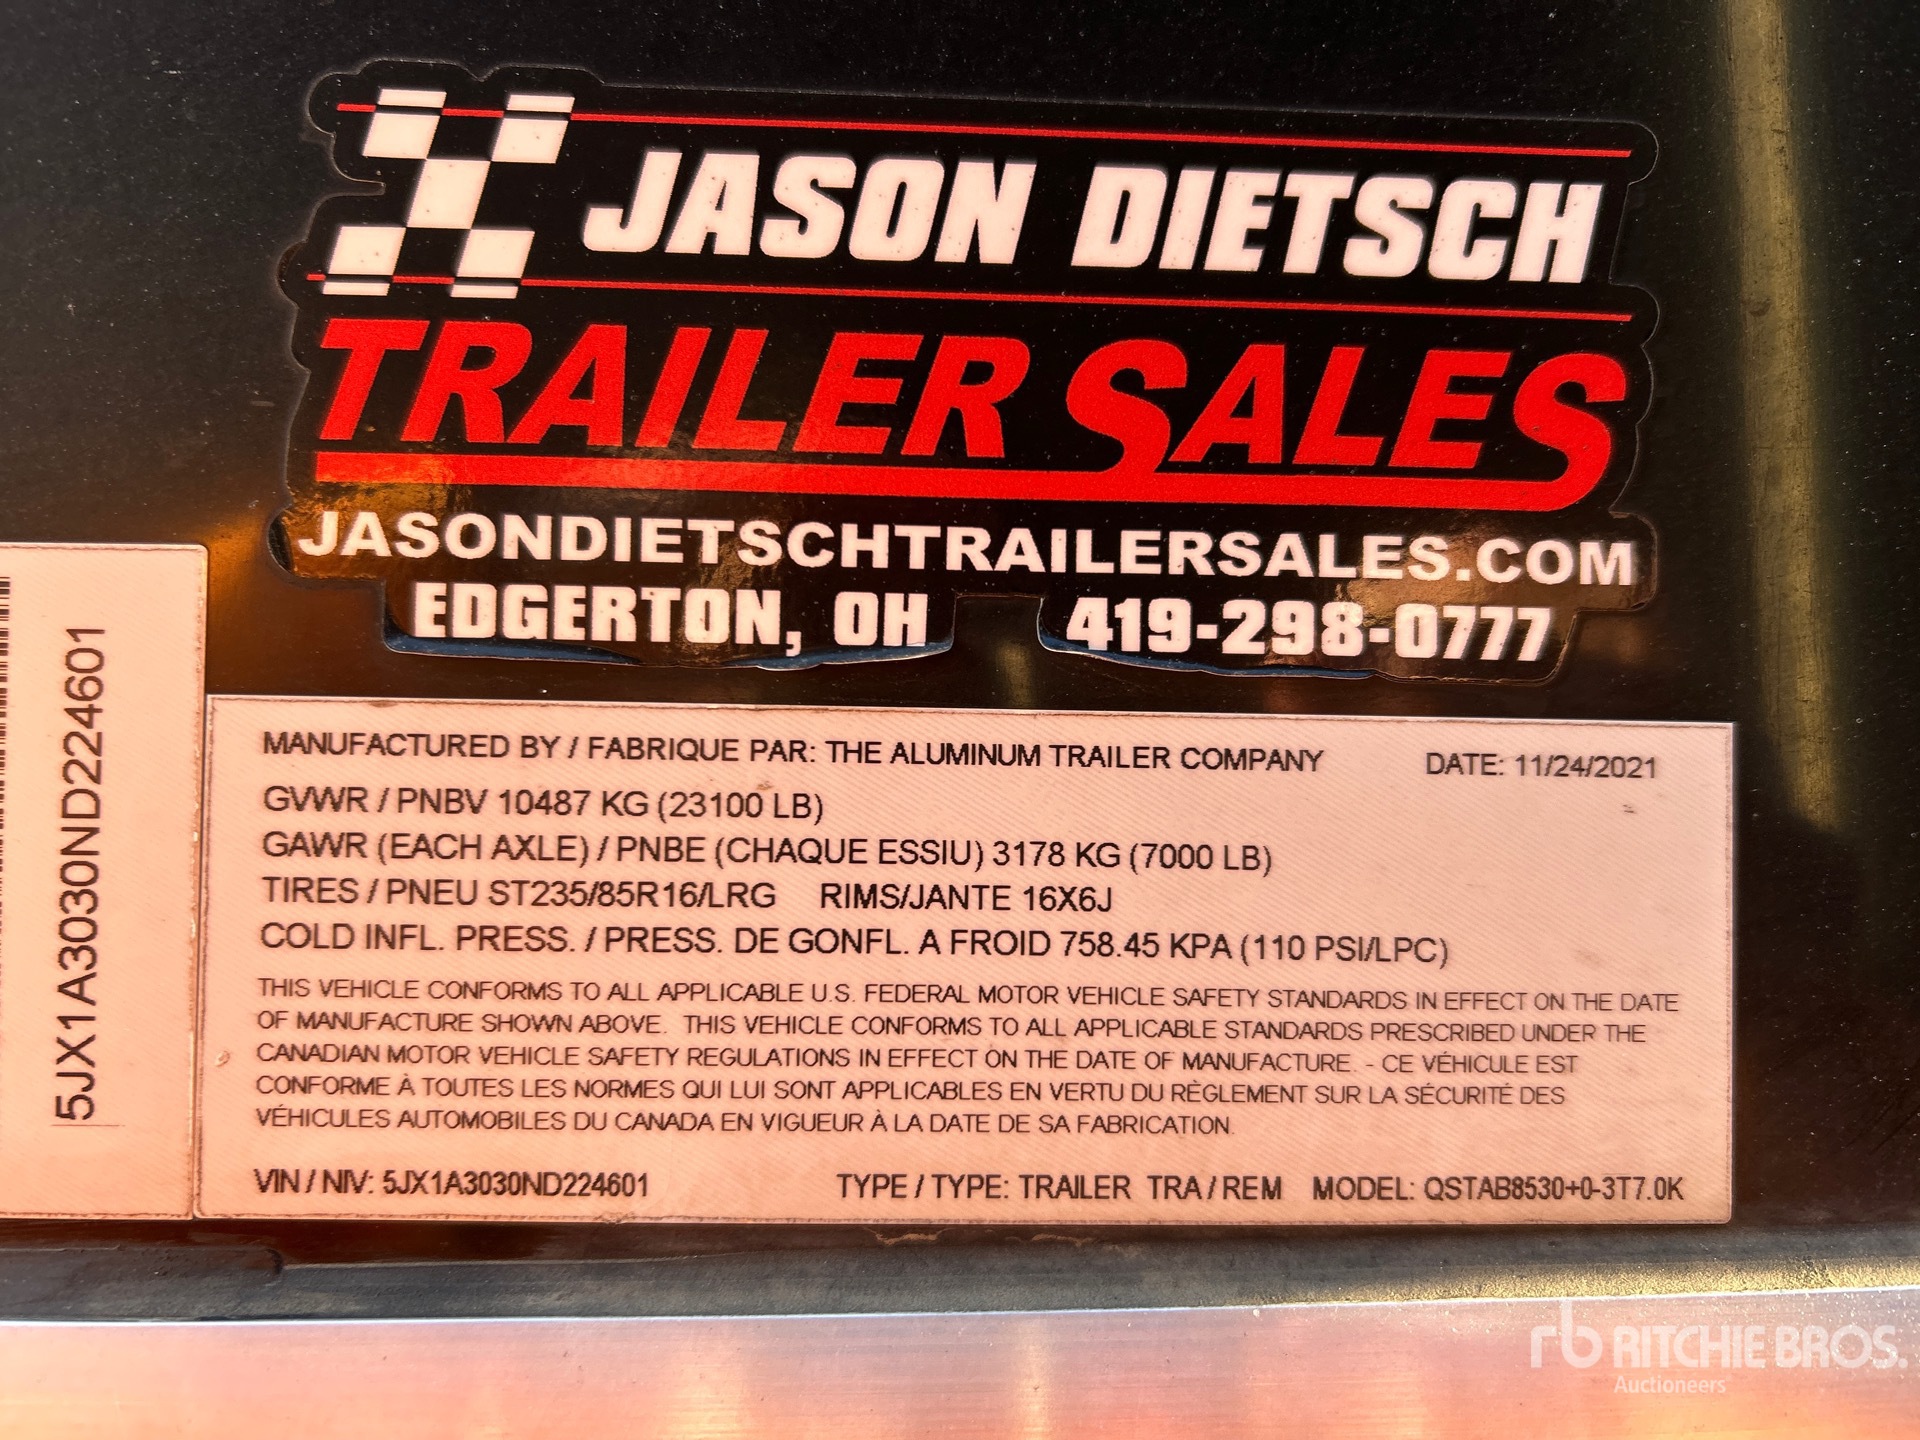 JASON DIETSCH
TRAILER SALES
JASONDIETSCHTRAILERSALES.COM
EDGERTON, OH 419-298-0777
5JX1A3030ND224601
MANUFACTURED BY / FABRIQUE PAR: THE ALUMINUM TRAILER COMPANY DATE: 11/24/2021
GVWR / PNBV 10487 KG (23100 LB)
GAWR (EACH AXLE) / PNBE (CHAQUE ESSIU) 3178 KG (7000 LB)
TIRES / PNEU ST235/85R16/LRG RIMS/JANTE 16X6J
COLD INFL. PRESS. / PRESS. DE GONFL. A FROID 758.45 KPA (110 PSI/LPC)
THIS VEHICLE CONFORMS TO ALL APPLICABLE U.S. FEDERAL MOTOR VEHICLE SAFETY STANDARDS IN EFFECT ON THE DATE
OF MANUFACTURE SHOWN ABOVE. THIS VEHICLE CONFORMS TO ALL APPLICABLE STANDARDS PRESCRIBED UNDER THE
CANADIAN MOTOR VEHICLE SAFETY REGULATIONS IN EFFECT ON THE DATE OF MANUFACTURE. - CE VÉHICULE EST
CONFORME À TOUTES LES NORMES QUI LUI SONT APPLICABLES EN VERTU DU RÈGLEMENT SUR LA SÉCURITÉ DES
VÉHICULES AUTOMOBILES DU CANADA EN VIGUEUR À LA DATE DE SA FABRICATION.
VIN / NIV: 5JX1A3030ND224601 TYPE / TYPE: TRAILER TRA / REM MODEL: QSTAB8530+0-3T7.0K
rb RITCHIE BROS.
Auctioneers